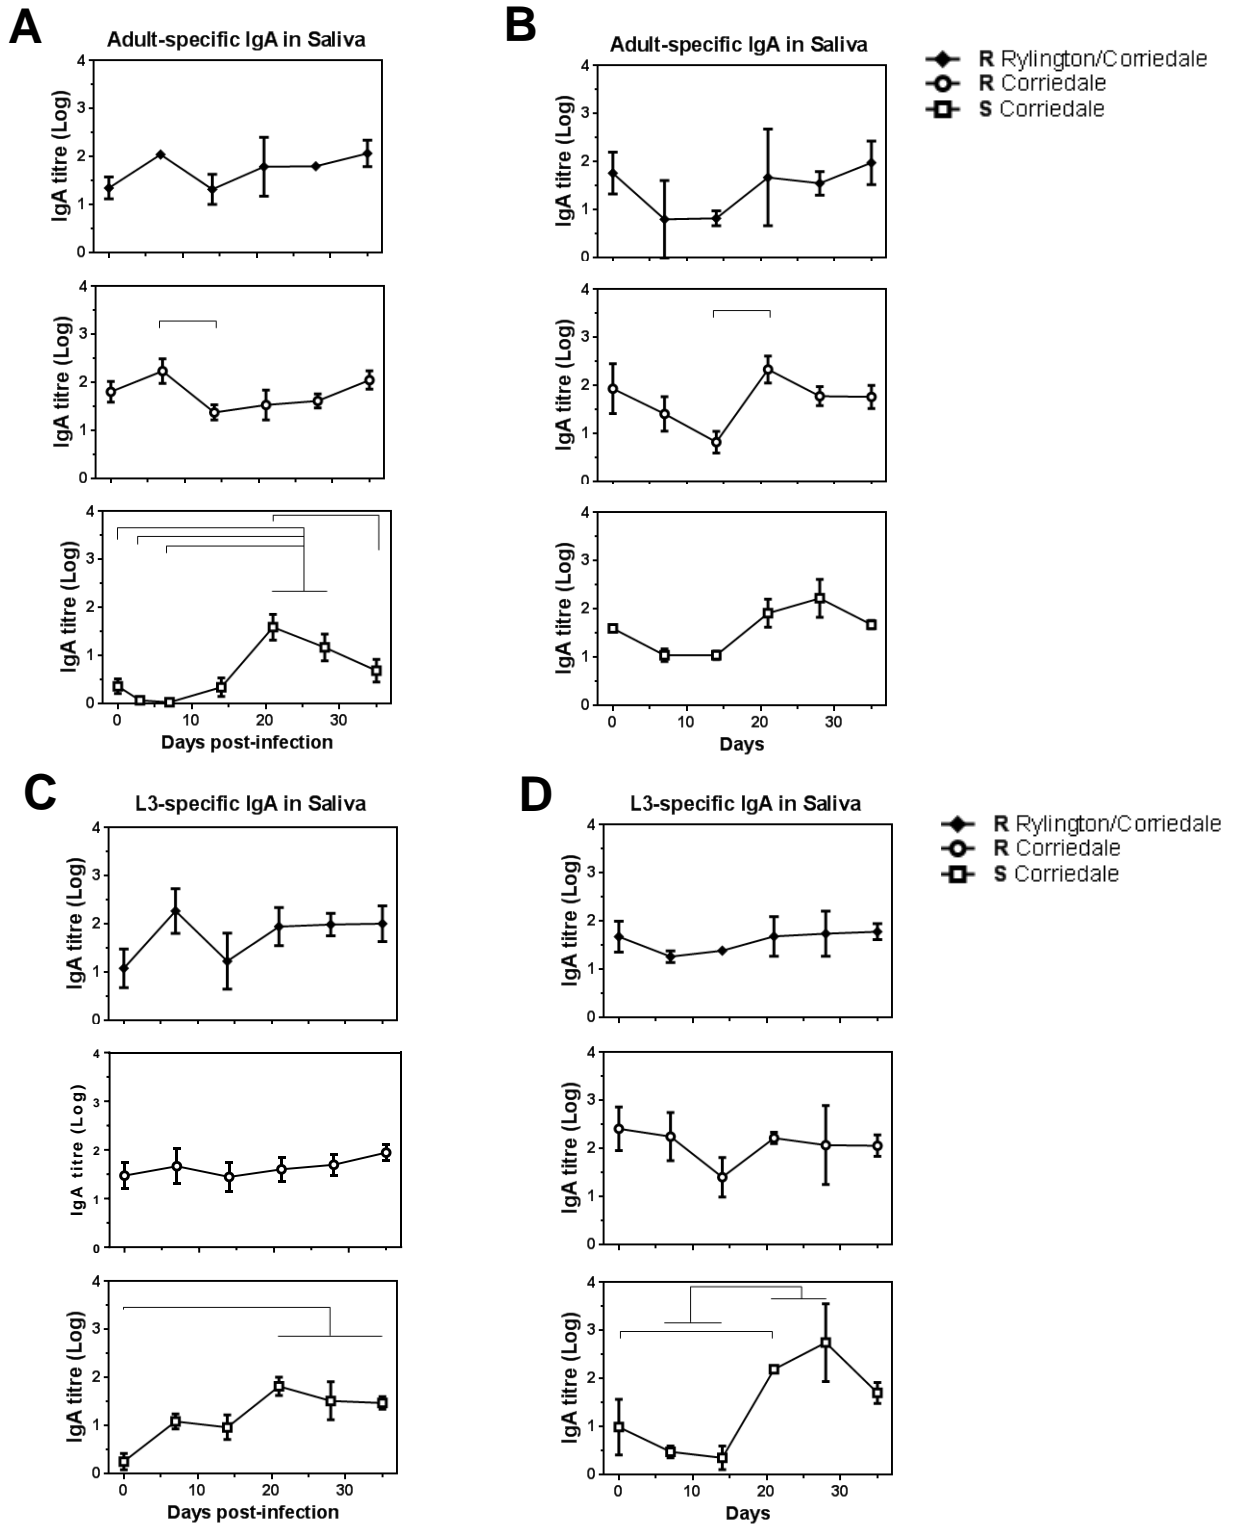 A
Adult-specific IgA in Saliva
IgA titre (Log)
4
3
2
1
0
IgA titre (Log)
4
3
2
1
0
IgA titre (Log)
4
3
2
1
0
0 10 20 30
Days post-infection
B
Adult-specific IgA in Saliva
IgA titre (Log)
4
3
2
1
0
IgA titre (Log)
4
3
2
1
0
IgA titre (Log)
4
3
2
1
0
0 10 20 30
Days
R Rylington/Corriedale
R Corriedale
S Corriedale
C
L3-specific IgA in Saliva
IgA titre (Log)
4
3
2
1
0
IgA titre (Log)
4
3
2
1
0
IgA titre (Log)
4
3
2
1
0
0 10 20 30
Days post-infection
D
L3-specific IgA in Saliva
IgA titre (Log)
4
3
2
1
0
IgA titre (Log)
4
3
2
1
0
IgA titre (Log)
4
3
2
1
0
0 10 20 30
Days
R Rylington/Corriedale
R Corriedale
S Corriedale